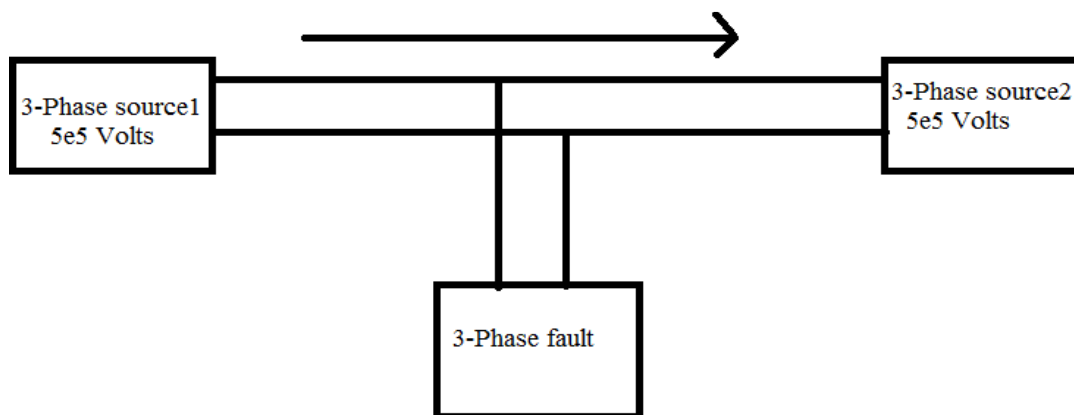 3-Phase source1
5e5 Volts
3-Phase source2
5e5 Volts
3-Phase fault